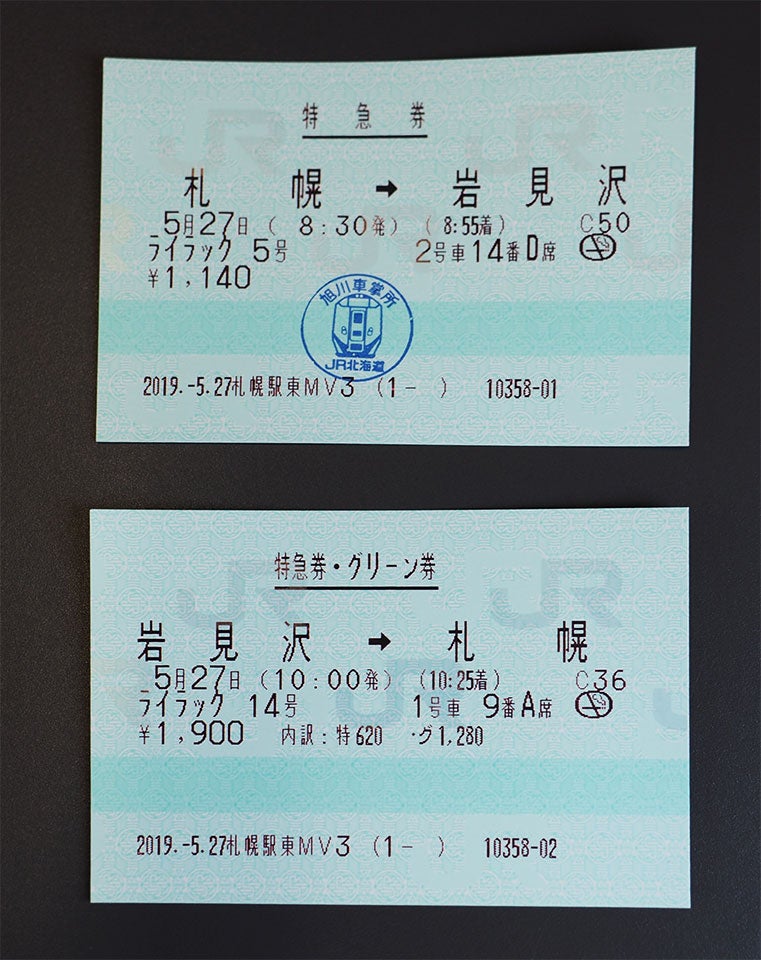 特急券
札幌 → 岩見沢
5月27日 ( 8:30発) ( 8:55着) C50
ライラック 5号 2号車 14番 D席
¥1,140
旭川車掌所
JR北海道
2019.-5.27札幌駅東MV3 (1- ) 10358-01
特急券・グリーン券
岩見沢 → 札幌
5月27日 (10:00発) (10:25着) C36
ライラック 14号 1号車 9番 A席
¥1,900 内訳:特620 ・グ1,280
2019.-5.27札幌駅東MV3 (1- ) 10358-02